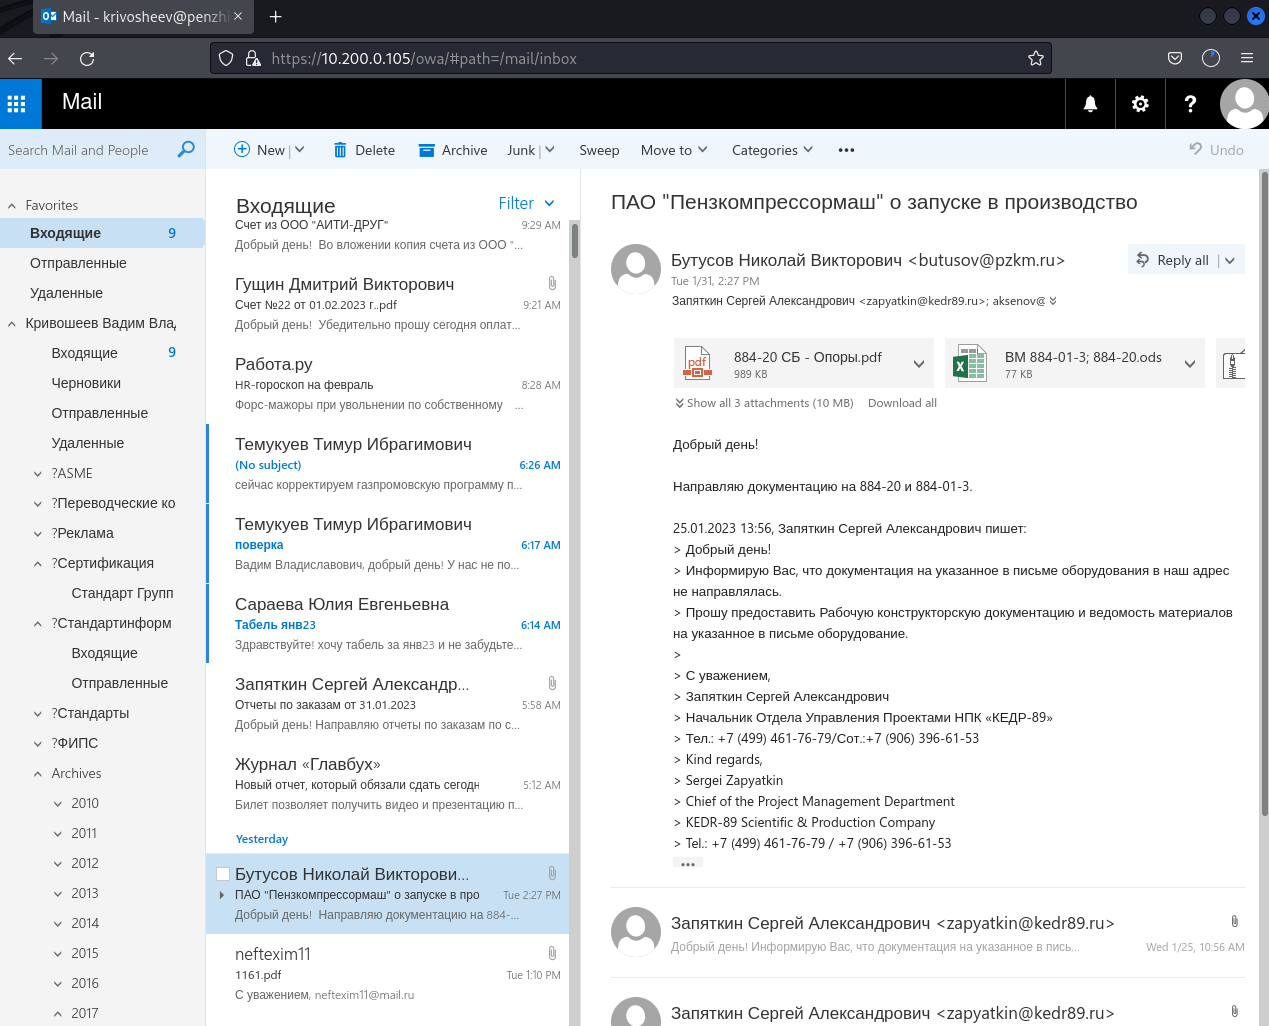 Mail - krivosheev@penzh
https://10.200.0.105/owa/#path=/mail/inbox
Mail
Search Mail and People
New
Delete
Archive
Junk
Sweep
Move to
Categories
Undo
Favorites
Входящие 9
Отправленные
Удаленные
Кривошеев Вадим Влад
Входящие 9
Черновики
Отправленные
Удаленные
?ASME
?Переводческие ко
?Реклама
?Сертификация
Стандарт Групп
?Стандартинформ
Входящие
Отправленные
?Стандарты
?ФИПС
Archives
2010
2011
2012
2013
2014
2015
2016
2017
Входящие
Filter
Счет из ООО "АЙТИ-ДРУГ" 9:29 AM
Добрый день! Во вложении копия счета из ООО "...
Гущин Дмитрий Викторович
Счет №22 от 01.02.2023 г..pdf 9:21 AM
Добрый день! Убедительно прошу сегодня оплат...
Работа.ру
HR-гороскоп на февраль 8:28 AM
Форс-мажоры при увольнении по собственному ...
Темукуев Тимур Ибрагимович
(No subject) 6:26 AM
сейчас корректируем газпромовскую программу п...
Темукуев Тимур Ибрагимович
поверка 6:17 AM
Вадим Владиславович, добрый день! У нас не по...
Сараева Юлия Евгеньевна
Табель янв23 6:14 AM
Здравствуйте! хочу табель за янв23 и не забудьте...
Запяткин Сергей Александр...
Отчеты по заказам от 31.01.2023 5:58 AM
Добрый день! Направляю отчеты по заказам по с...
Журнал «Главбух»
Новый отчет, который обязали сдать сегодн 5:12 AM
Билет позволяет получить видео и презентацию п...
Yesterday
Бутусов Николай Викторови...
ПАО "Пензкомпрессормаш" о запуске в про Tue 2:27 PM
Добрый день! Направляю документацию на 884-...
neftexim11
1161.pdf Tue 1:10 PM
С уважением, neftexim11@mail.ru
ПАО "Пензкомпрессормаш" о запуске в производство
Бутусов Николай Викторович <butusov@pzkm.ru>
Reply all
Tue 1/31, 2:27 PM
Запяткин Сергей Александрович <zapyatkin@kedr89.ru>; aksenov@
884-20 СБ - Опоры.pdf
989 KB
ВМ 884-01-3; 884-20.ods
77 KB
Show all 3 attachments (10 MB) Download all
Добрый день!
Направляю документацию на 884-20 и 884-01-3.
25.01.2023 13:56, Запяткин Сергей Александрович пишет:
> Добрый день!
> Информирую Вас, что документация на указанное в письме оборудования в наш адрес
не направлялась.
> Прошу предоставить Рабочую конструкторскую документацию и ведомость материалов
на указанное в письме оборудование.
>
> С уважением,
> Запяткин Сергей Александрович
> Начальник Отдела Управления Проектами НПК «КЕДР-89»
> Тел.: +7 (499) 461-76-79/Сот.:+7 (906) 396-61-53
> Kind regards,
> Sergei Zapyatkin
> Chief of the Project Management Department
> KEDR-89 Scientific & Production Company
> Tel.: +7 (499) 461-76-79 / +7 (906) 396-61-53
Запяткин Сергей Александрович <zapyatkin@kedr89.ru>
Добрый день! Информирую Вас, что документация на указанное в пись... Wed 1/25, 10:56 AM
Запяткин Сергей Александрович <zapyatkin@kedr89.ru>